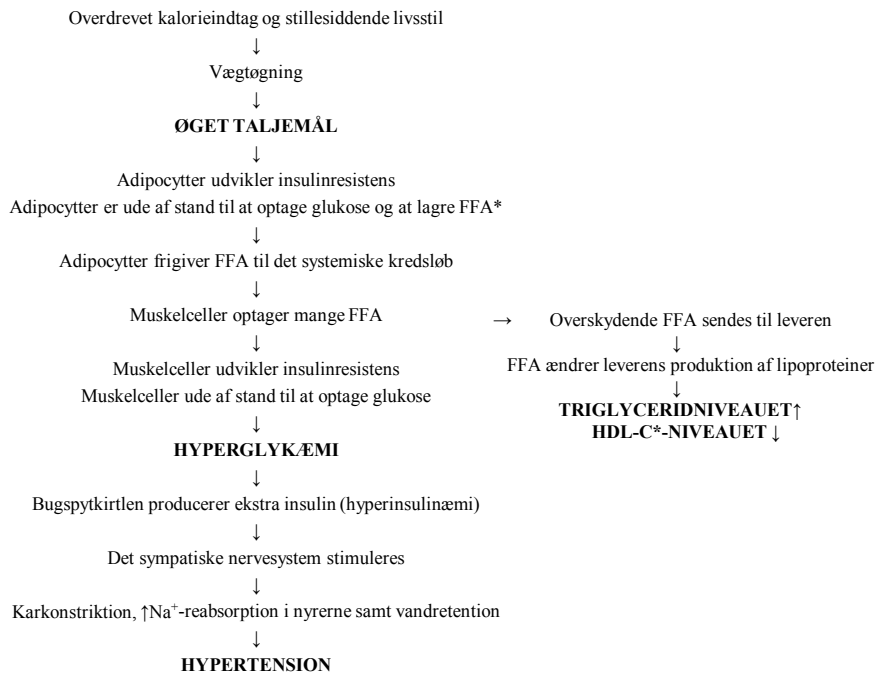 Overdrevet kalorieindtag og stillesiddende livsstil
↓
Vægtøgning
↓
ØGET TALJEMÅL
↓
Adipocytter udvikler insulinresistens
Adipocytter er ude af stand til at optage glukose og at lagre FFA*
↓
Adipocytter frigiver FFA til det systemiske kredsløb
↓
Muskelceller optager mange FFA
↓
Muskelceller udvikler insulinresistens
Muskelceller ude af stand til at optage glukose
↓
HYPERGLYKÆMI
↓
Bugspytkirtlen producerer ekstra insulin (hyperinsulinæmi)
↓
Det sympatiske nervesystem stimuleres
↓
Karkonstriktion, ↑Na⁺-reabsorption i nyrerne samt vandretention
↓
HYPERTENSION
→
Overskydende FFA sendes til leveren
↓
FFA ændrer leverens produktion af lipoproteiner
↓
TRIGLYCERIDNIVEAUET↑
HDL-C*-NIVEAUET ↓